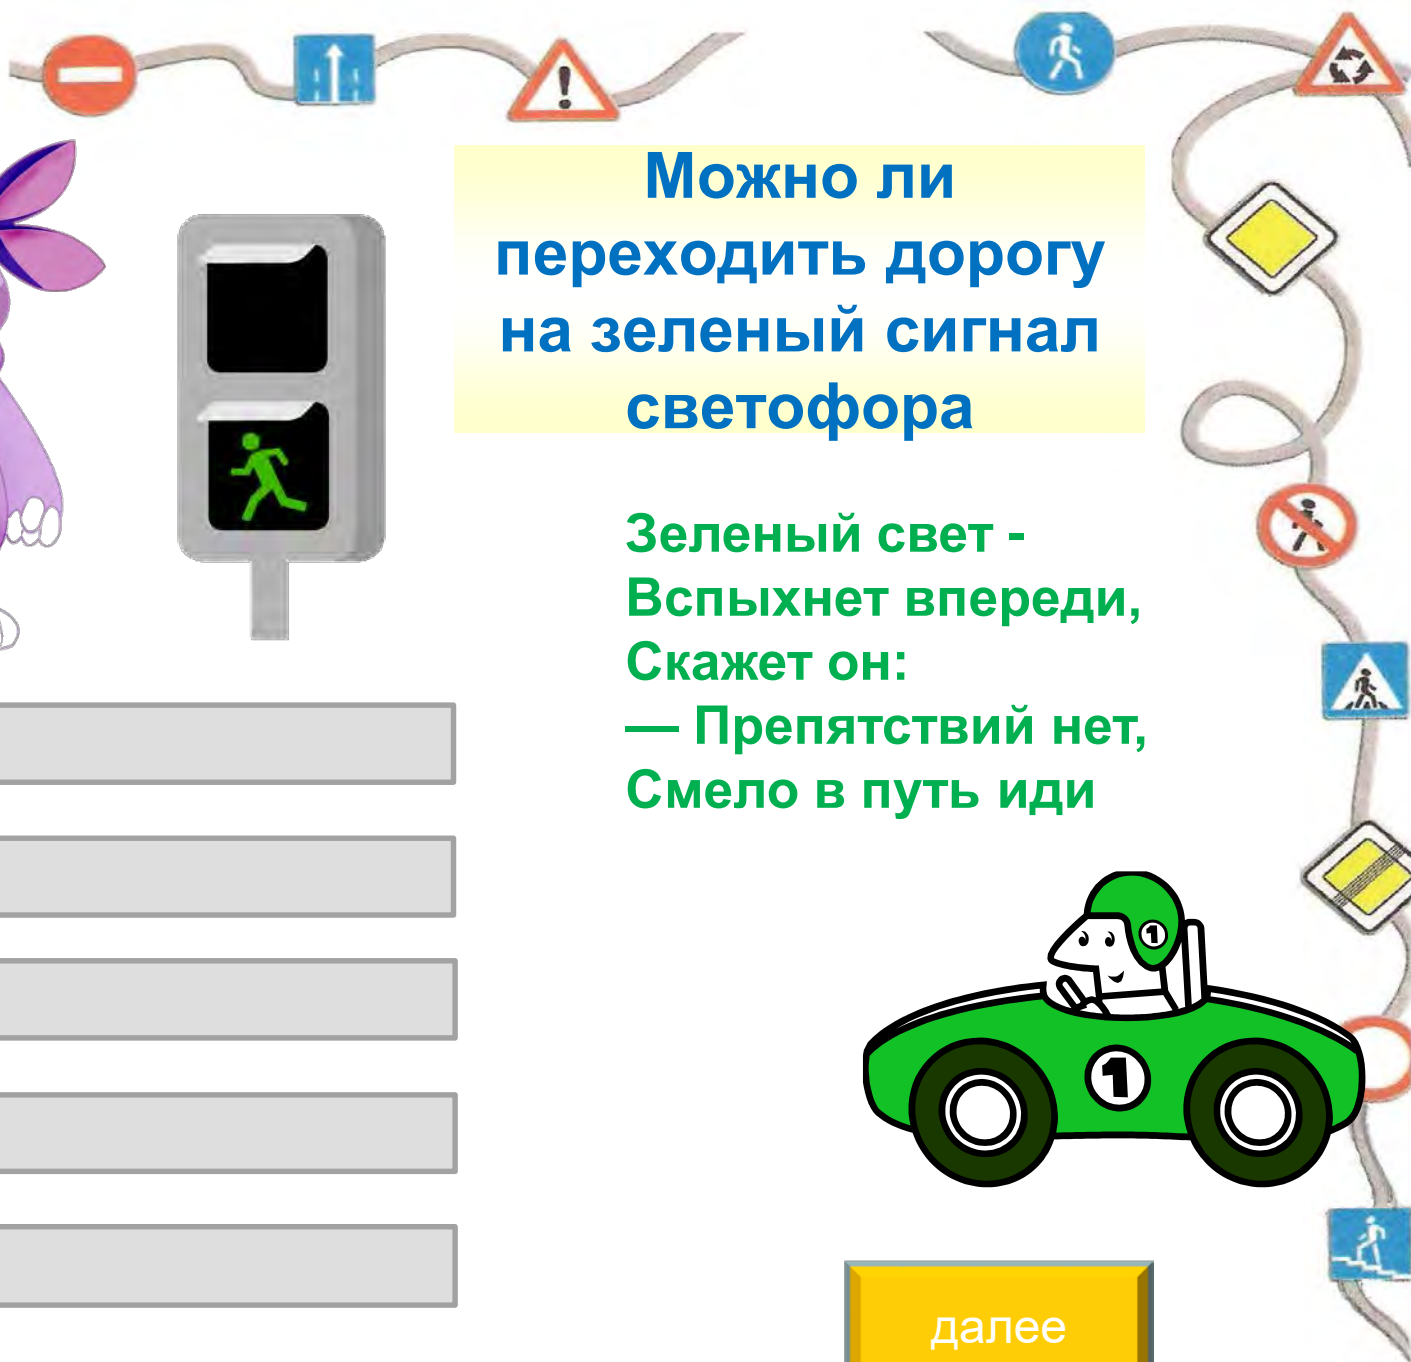 Можно ли
переходить дорогу
на зеленый сигнал
светофора
Зеленый свет -
Вспыхнет впереди,
Скажет он:
— Препятствий нет,
Смело в путь иди
1
1
далее